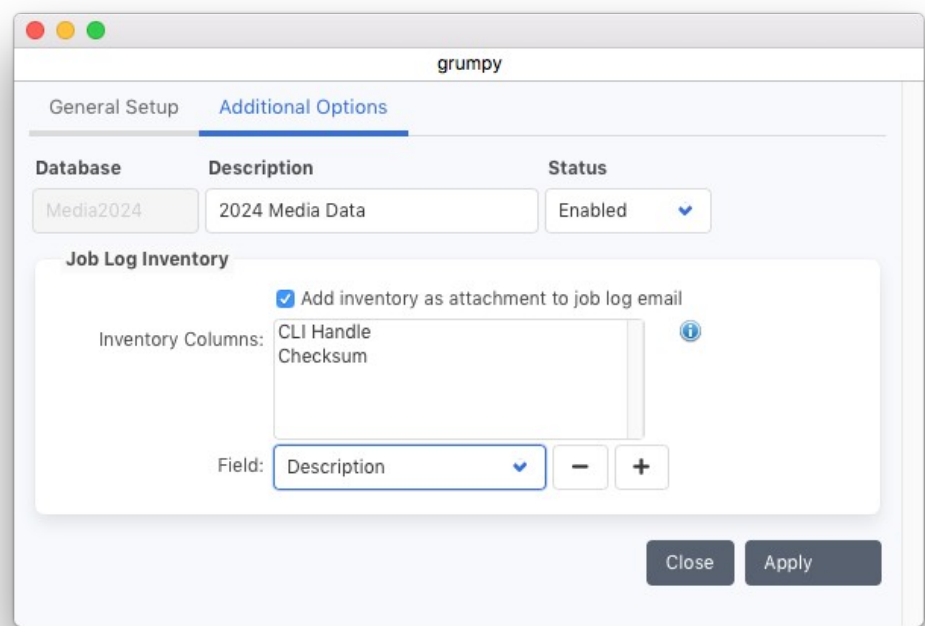 grumpy
General Setup Additional Options
Database Description Status
Media2024 2024 Media Data Enabled
Job Log Inventory
Add inventory as attachment to job log email
Inventory Columns: CLI Handle
Checksum
Field: Description
Close Apply